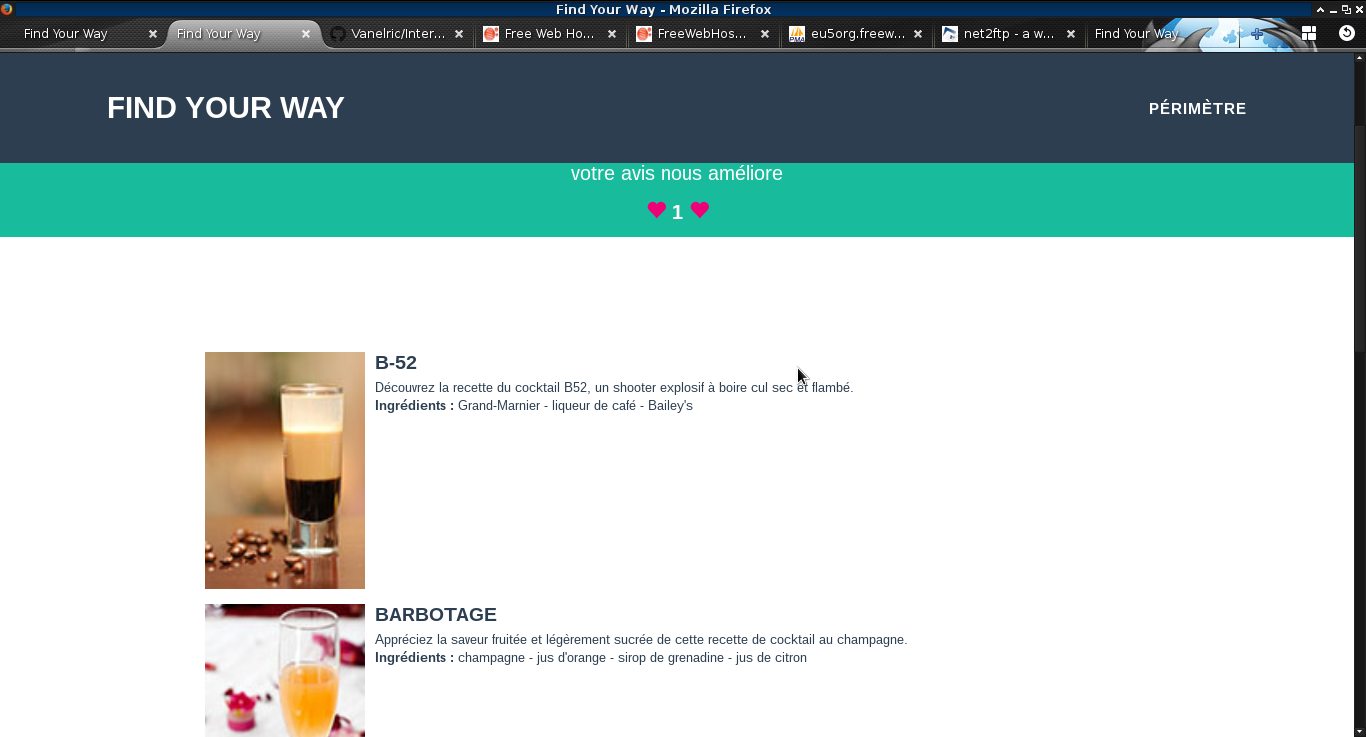 Find Your Way - Mozilla Firefox
Find Your Way
Find Your Way
Vanelric/Inter...
Free Web Ho...
FreeWebHos...
eu5org.freew...
net2ftp - a w...
Find Your Way
FIND YOUR WAY
PÉRIMÈTRE
votre avis nous améliore
1
B-52
Découvrez la recette du cocktail B52, un shooter explosif à boire cul sec et flambé.
Ingrédients : Grand-Marnier - liqueur de café - Bailey's
BARBOTAGE
Appréciez la saveur fruitée et légèrement sucrée de cette recette de cocktail au champagne.
Ingrédients : champagne - jus d'orange - sirop de grenadine - jus de citron